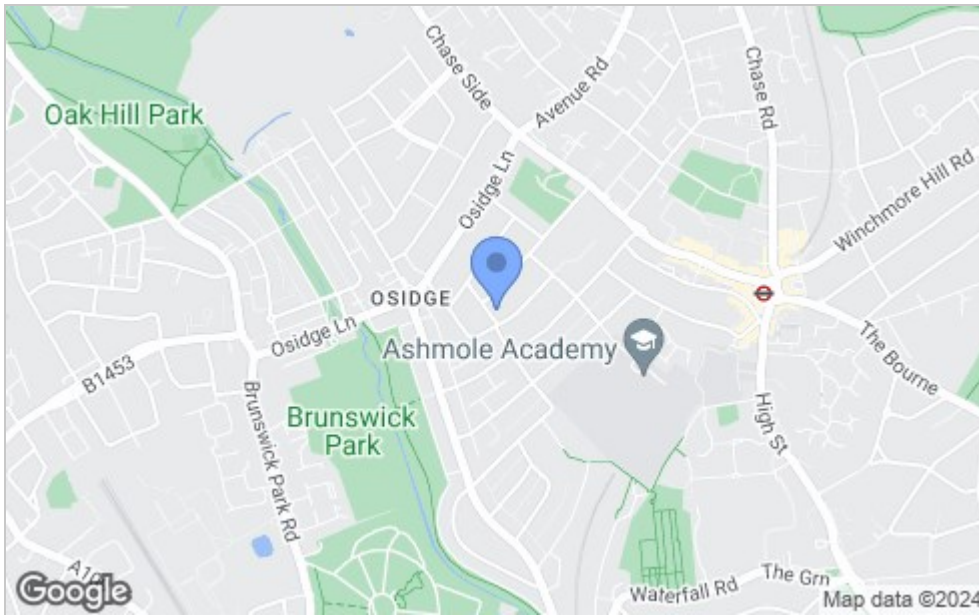 Chase Side
Avenue Rd
Chase Rd
Oak Hill Park
Osidge Ln
Winchmore Hill Rd
OSIDGE
Osidge Ln
Ashmole Academy
The Bourne
B1453
Brunswick
Park
High St
Brunswick Park Rd
The Grn
Waterfall Rd
Google
Map data ©202